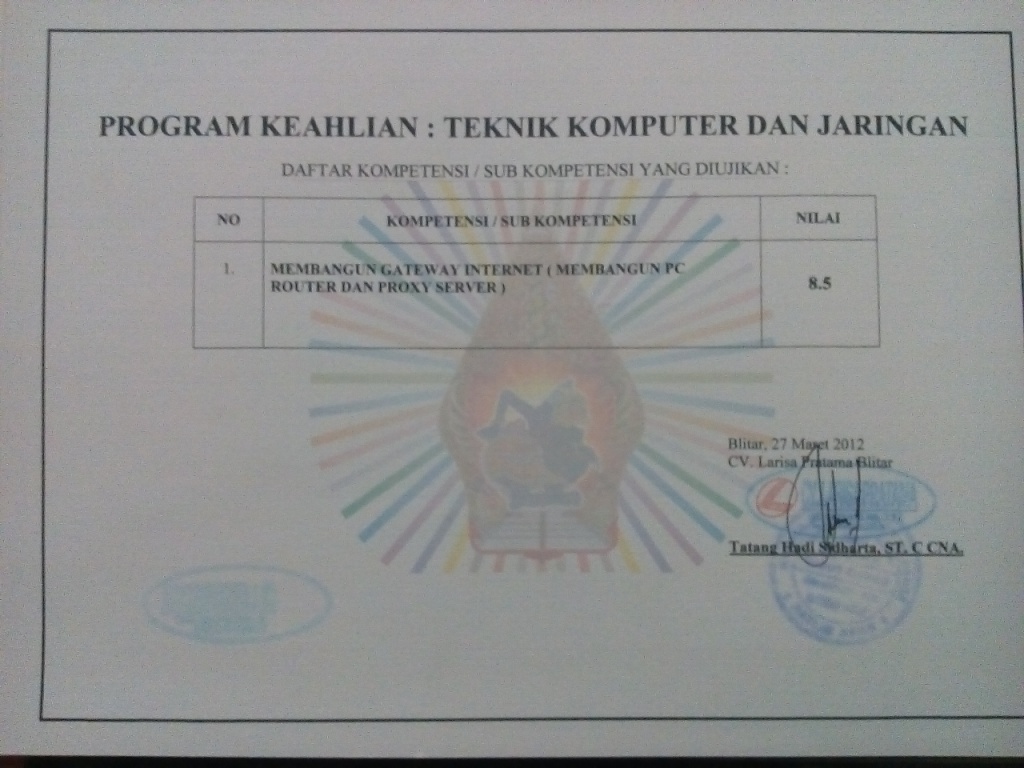 PROGRAM KEAHLIAN : TEKNIK KOMPUTER DAN JARINGAN
DAFTAR KOMPETENSI / SUB KOMPETENSI YANG DIUJIKAN :
NO KOMPETENSI / SUB KOMPETENSI NILAI
1. MEMBANGUN GATEWAY INTERNET ( MEMBANGUN PC
ROUTER DAN PROXY SERVER ) 8.5
Blitar, 27 Maret 2012
CV. Larisa Pratama Blitar
Tatang Hadi Sidharta, ST. C CNA.